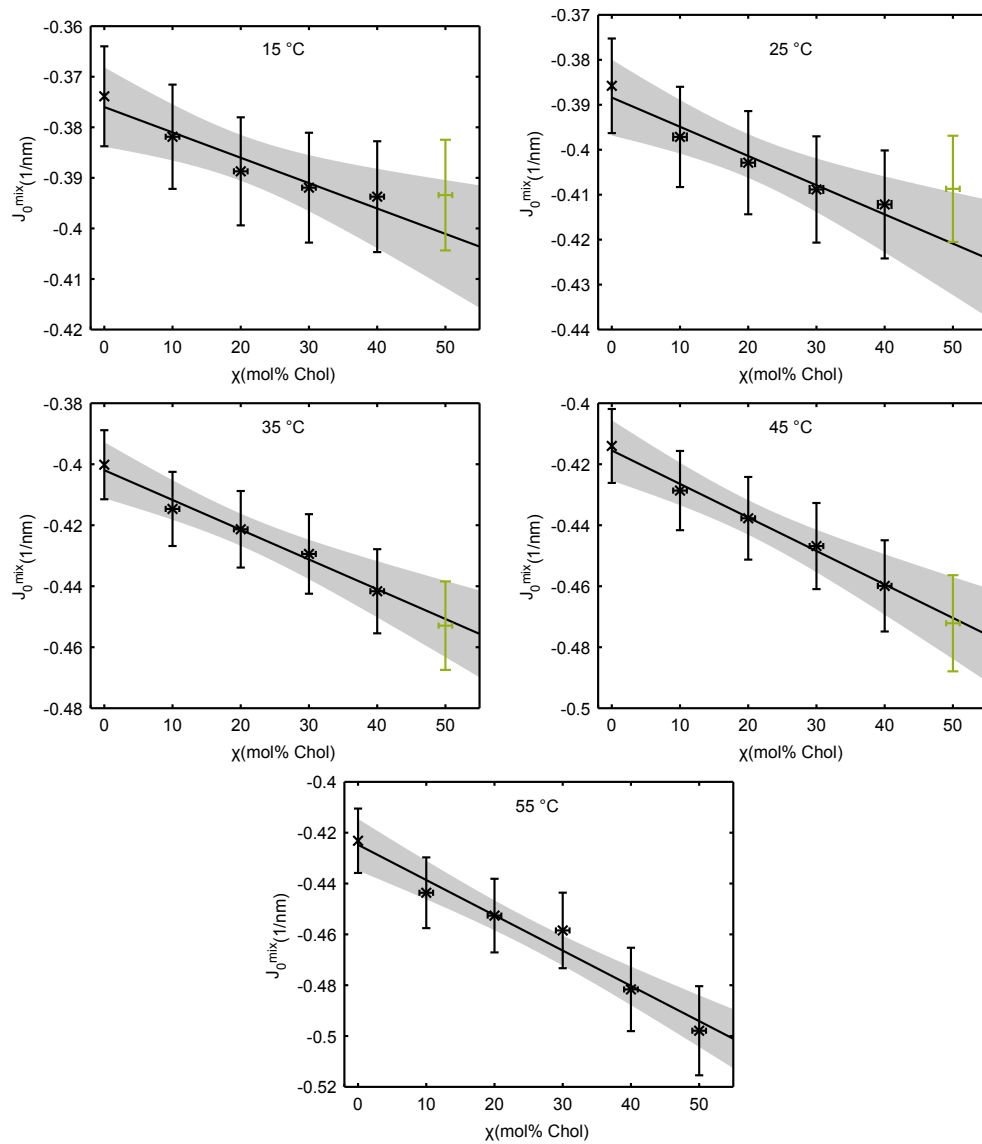 15 °C
J₀ᵐⁱˣ(1/nm)
-0.36
-0.37
-0.38
-0.39
-0.4
-0.41
-0.42
0 10 20 30 40 50
χ(mol% Chol)
25 °C
J₀ᵐⁱˣ(1/nm)
-0.37
-0.38
-0.39
-0.4
-0.41
-0.42
-0.43
-0.44
0 10 20 30 40 50
χ(mol% Chol)
35 °C
J₀ᵐⁱˣ(1/nm)
-0.38
-0.4
-0.42
-0.44
-0.46
-0.48
0 10 20 30 40 50
χ(mol% Chol)
45 °C
J₀ᵐⁱˣ(1/nm)
-0.4
-0.42
-0.44
-0.46
-0.48
-0.5
0 10 20 30 40 50
χ(mol% Chol)
55 °C
J₀ᵐⁱˣ(1/nm)
-0.4
-0.42
-0.44
-0.46
-0.48
-0.5
-0.52
0 10 20 30 40 50
χ(mol% Chol)